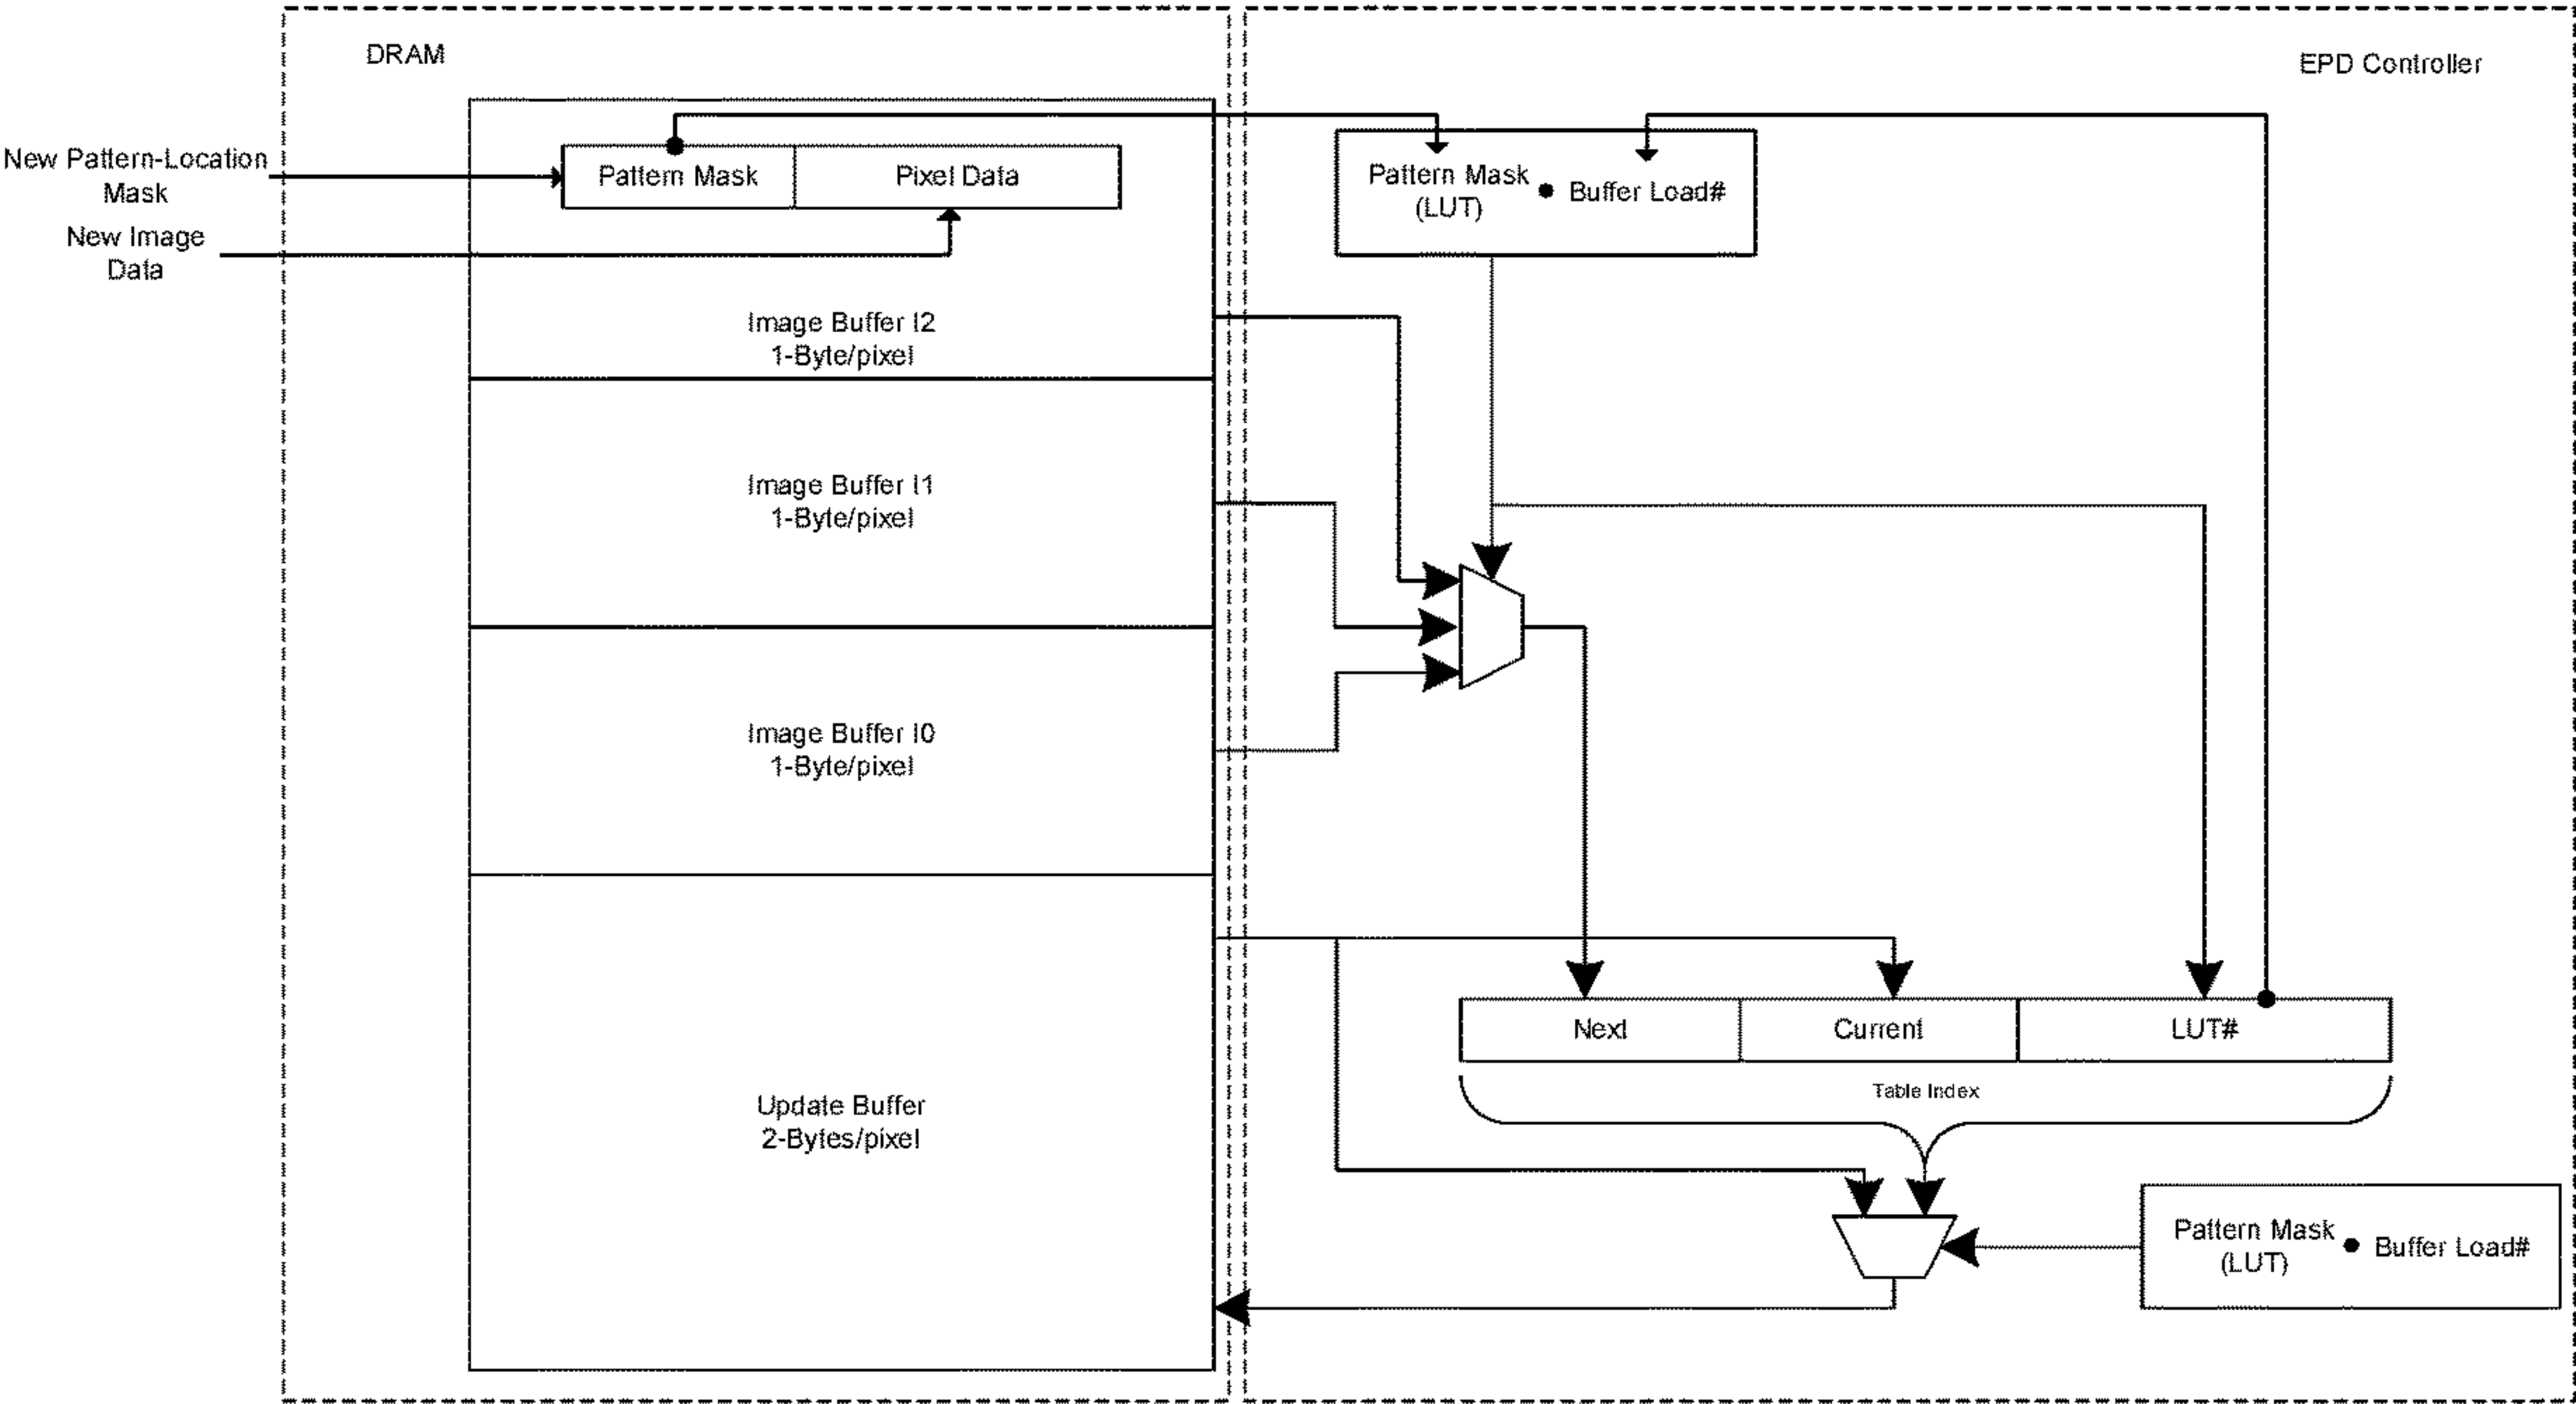 DRAM
EPD Controller
New Pattern-Location
Mask
New Image
Data
Pattern Mask
Pixel Data
Pattern Mask
(LUT)
Buffer Load#
Image Buffer I2
1-Byte/pixel
Image Buffer I1
1-Byte/pixel
Image Buffer I0
1-Byte/pixel
Update Buffer
2-Bytes/pixel
Next
Current
LUT#
Table Index
Pattern Mask
(LUT)
Buffer Load#